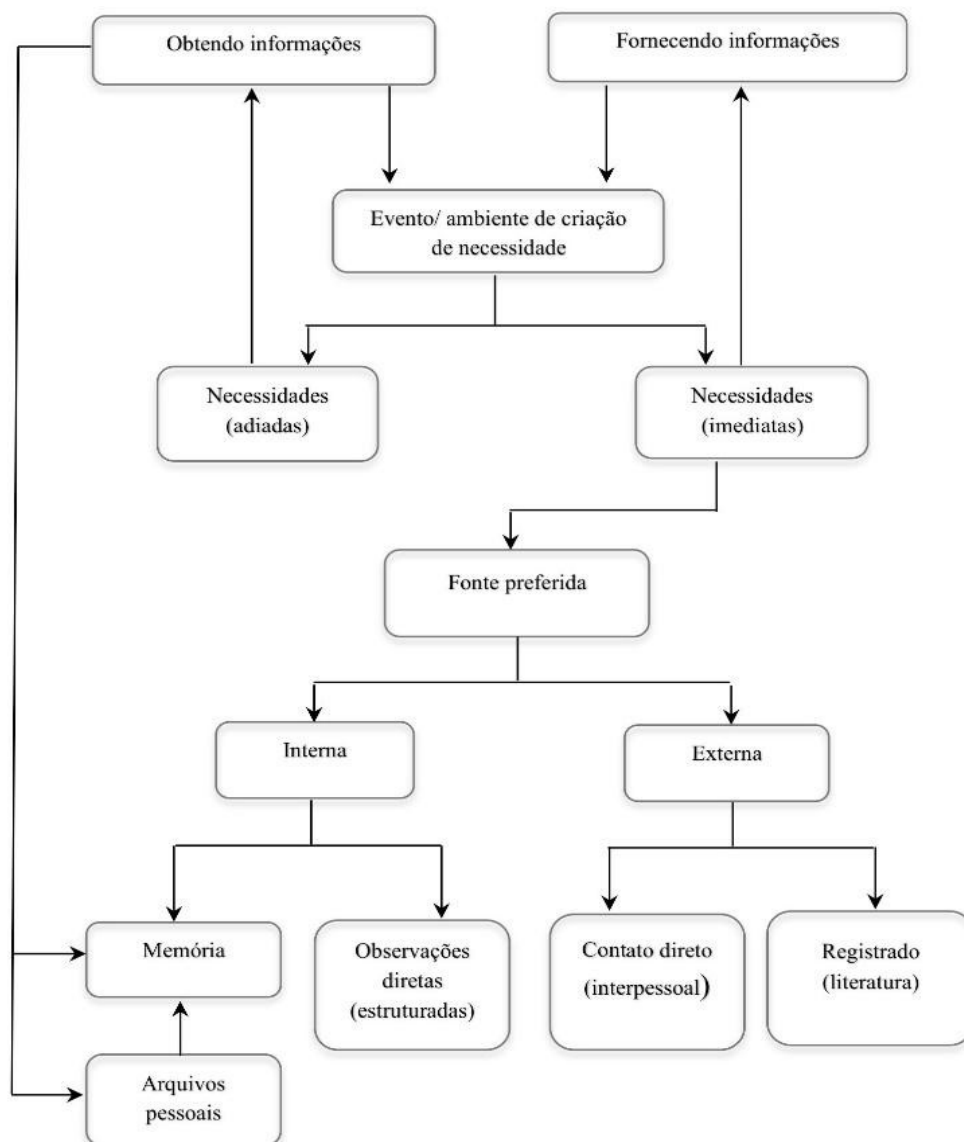 Obtendo informações
Fornecendo informações
Evento/ ambiente de criação
de necessidade
Necessidades
(adiadas)
Necessidades
(imediatas)
Fonte preferida
Interna
Externa
Memória
Observações
diretas
(estruturadas)
Contato direto
(interpessoal)
Registrado
(literatura)
Arquivos
pessoais